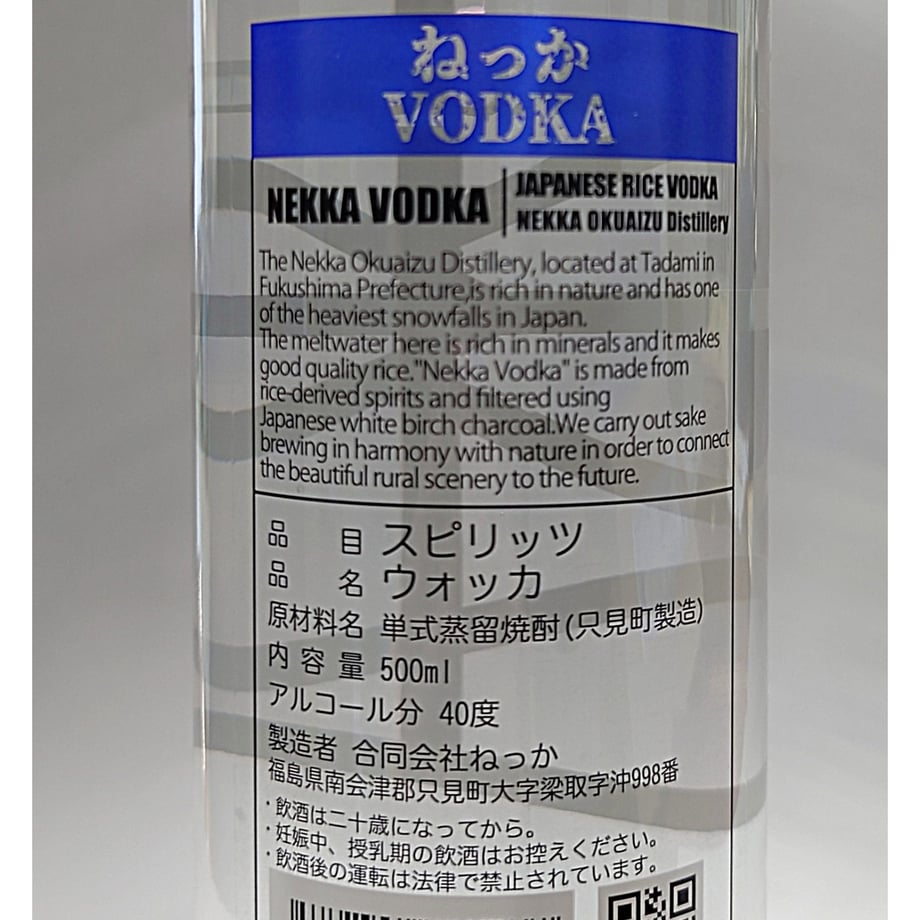 ねっか
VODKA
NEKKA VODKA
JAPANESE RICE VODKA
NEKKA OKUAIZU Distillery
The Nekka Okuaizu Distillery, located at Tadami in
Fukushima Prefecture,is rich in nature and has one
of the heaviest snowfalls in Japan.
The meltwater here is rich in minerals and it makes
good quality rice."Nekka Vodka" is made from
rice-derived spirits and filtered using
Japanese white birch charcoal.We carry out sake
brewing in harmony with nature in order to connect
the beautiful rural scenery to the future.
品 目 スピリッツ
品 名 ウォッカ
原材料名 単式蒸留焼酎(只見町製造)
内容量 500ml
アルコール分 40度
製造者 合同会社ねっか
福島県南会津郡只見町大字梁取字沖998番
・飲酒は二十歳になってから。
・妊娠中、授乳期の飲酒はお控えください。
・飲酒後の運転は法律で禁止されています。